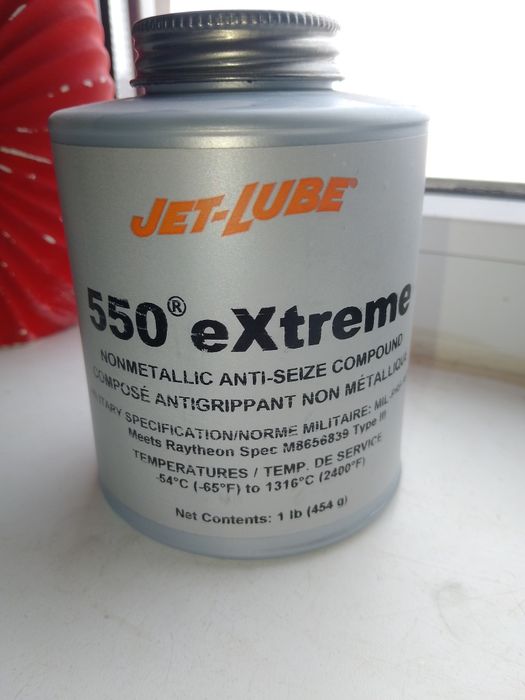 JET-LUBE®
550® eXtreme
NONMETALLIC ANTI-SEIZE COMPOUND
COMPOSÉ ANTIGRIPPANT NON MÉTALLIQUE
MILITARY SPECIFICATION/NORME MILITAIRE:
Meets Raytheon Spec M8656839 Type III
TEMPERATURES / TEMP. DE SERVICE
-54°C (-65°F) to 1316°C (2400°F)
Net Contents: 1 lb (454 g)